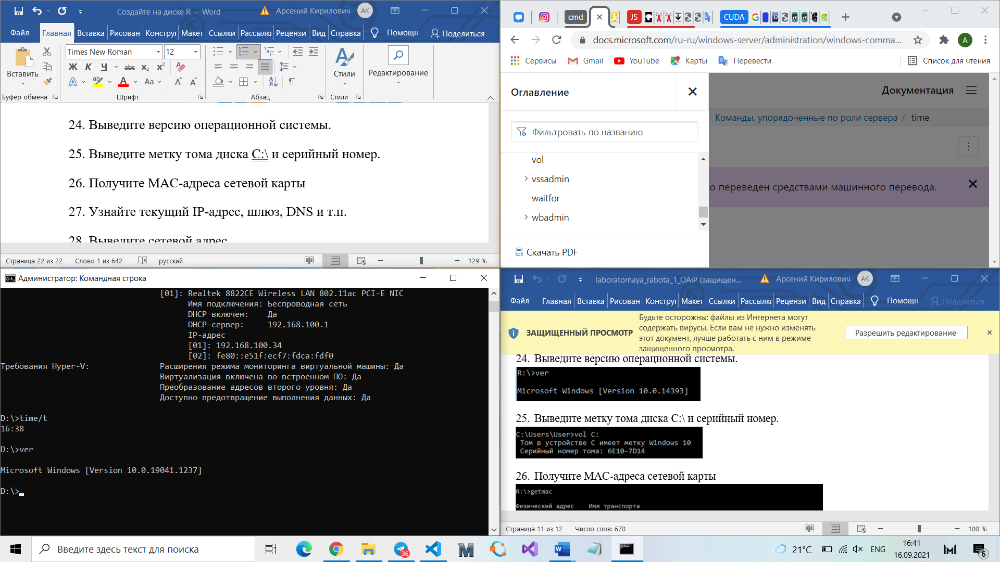 Создайте на диске R - Word
Арсений Кирилович
АК
Файл
Главная
Вставка
Рисован
Конструк
Макет
Ссылки
Рассылкі
Рецензи
Вид
Справка
Помощн
Поделиться
Вставить
Буфер обмена
Times New Roman
12
Шрифт
Абзац
Стили
Стили
Редактирование
24. Выведите версию операционной системы.
25. Выведите метку тома диска C:\ и серийный номер.
26. Получите MAC-адреса сетевой карты
27. Узнайте текущий IP-адрес, шлюз, DNS и т.п.
28. Выведите сетевой адрес
Страница 22 из 22
Слово 1 из 642
русский
129 %
cmd
JS
CUDA
docs.microsoft.com/ru-ru/windows-server/administration/windows-comma...
A
Сервисы
Gmail
YouTube
Карты
Перевести
Список для чтения
Оглавление
Документация
Команды, упорядоченные по роли сервера / time
Фильтровать по названию
vol
vssadmin
waitfor
wbadmin
о переведен средствами машинного перевода.
Скачать PDF
Администратор: Командная строка
[01]: Realtek 8822CE Wireless LAN 802.11ac PCI-E NIC
Имя подключения: Беспроводная сеть
DHCP включен: Да
DHCP-сервер: 192.168.100.1
IP-адрес
[01]: 192.168.100.34
[02]: fe80::e51f:ecf7:fdca:fdf0
Требования Hyper-V: Расширения режима мониторинга виртуальной машины: Да
Виртуализация включена во встроенном ПО: Да
Преобразование адресов второго уровня: Да
Доступно предотвращение выполнения данных: Да
D:\>time/t
16:38
D:\>ver
Microsoft Windows [Version 10.0.19041.1237]
D:\>
laboratornaya_rabota_1_OAiP (защищен...
Арсений Кирилович
АК
Файл
Главная
Вставка
Рисован
Конструк
Макет
Ссылки
Рассылкі
Рецензи
Вид
Справка
Помощн
Поделиться
ЗАЩИЩЕННЫЙ ПРОСМОТР
Будьте осторожны: файлы из Интернета могут
содержать вирусы. Если вам не нужно изменять
этот документ, лучше работать с ним в режиме
защищенного просмотра.
Разрешить редактирование
24. Выведите версию операционной системы.
R:\>ver
Microsoft Windows [Version 10.0.14393]
25. Выведите метку тома диска C:\ и серийный номер.
C:\Users\User>vol C:
Том в устройстве C имеет метку Windows 10
Серийный номер тома: 6E10-7D14
26. Получите MAC-адреса сетевой карты
R:\>getmac
Физический адрес Имя транспорта
Страница 11 из 12
Число слов: 670
100 %
Введите здесь текст для поиска
36
21°C
ENG
16:41
16.09.2021
6